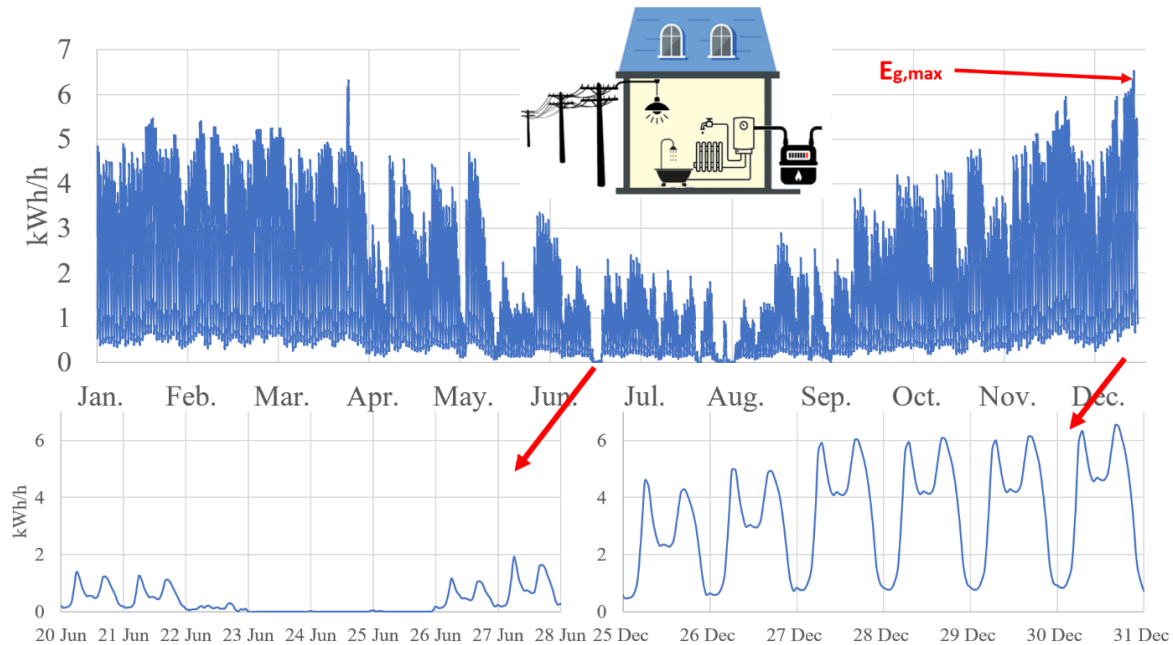 7
6
5
4
3
2
1
0
kWh/h
Eg,max
Jan. Feb. Mar. Apr. May. Jun. Jul. Aug. Sep. Oct. Nov. Dec.
6
4
2
0
kWh/h
20 Jun 21 Jun 22 Jun 23 Jun 24 Jun 25 Jun 26 Jun 27 Jun 28 Jun
6
4
2
0
25 Dec 26 Dec 27 Dec 28 Dec 29 Dec 30 Dec 31 Dec